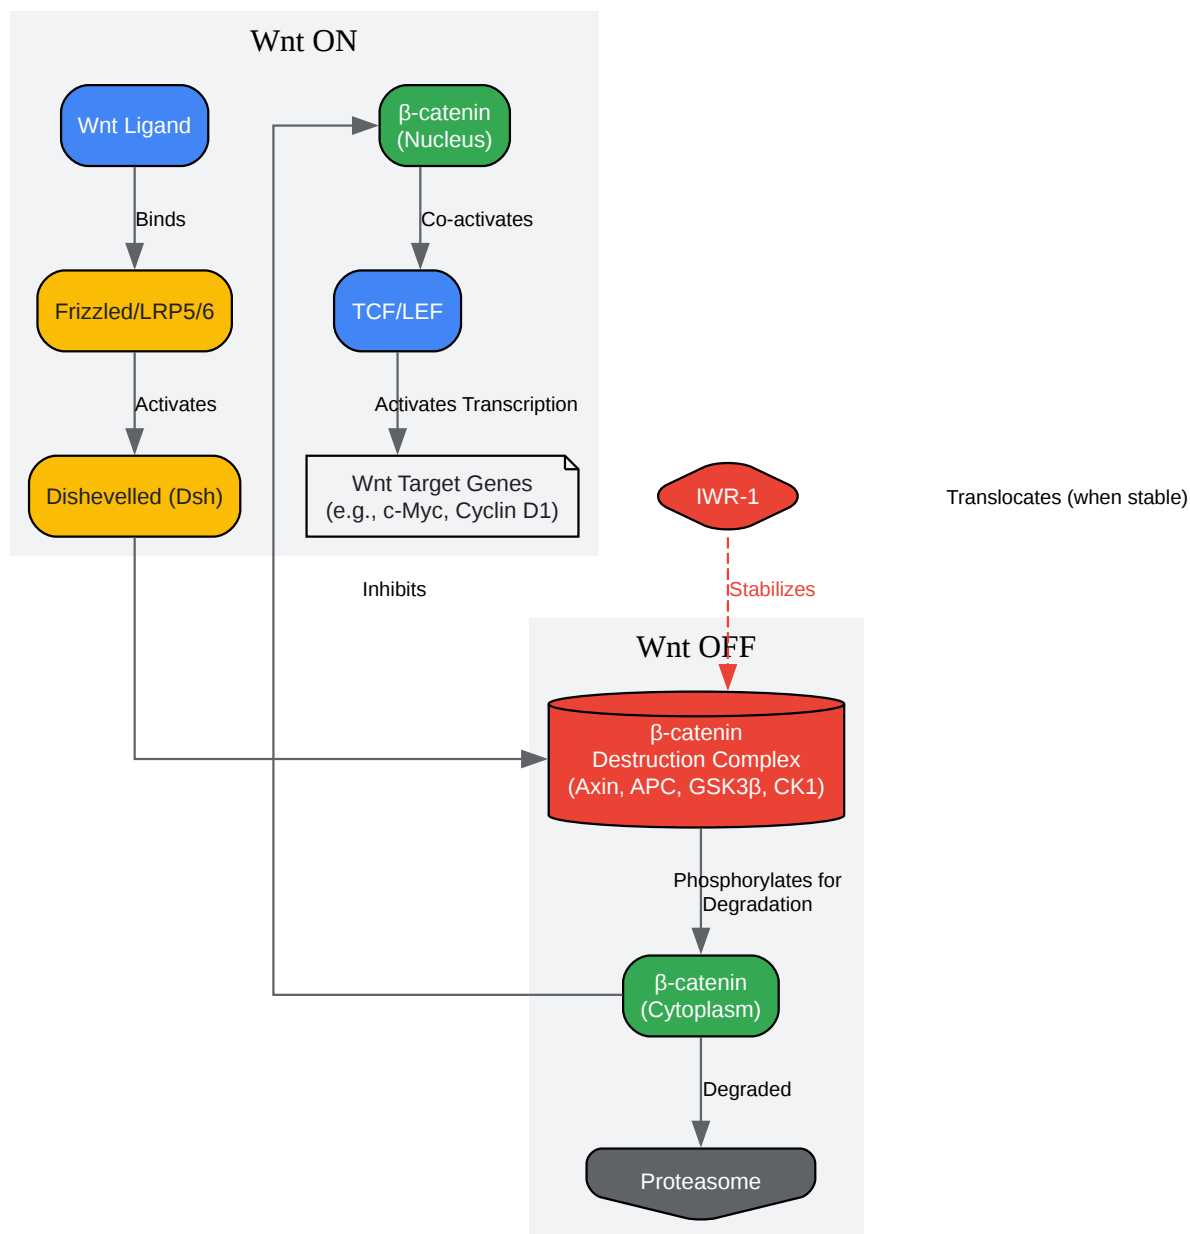 Wnt ON
Wnt Ligand
β-catenin
(Nucleus)
Binds
Co-activates
Frizzled/LRP5/6
TCF/LEF
Activates
Activates Transcription
Dishevelled (Dsh)
Wnt Target Genes
(e.g., c-Myc, Cyclin D1)
IWR-1
Translocates (when stable)
Inhibits
Stabilizes
Wnt OFF
β-catenin
Destruction Complex
(Axin, APC, GSK3β, CK1)
Phosphorylates for
Degradation
β-catenin
(Cytoplasm)
Degraded
Proteasome